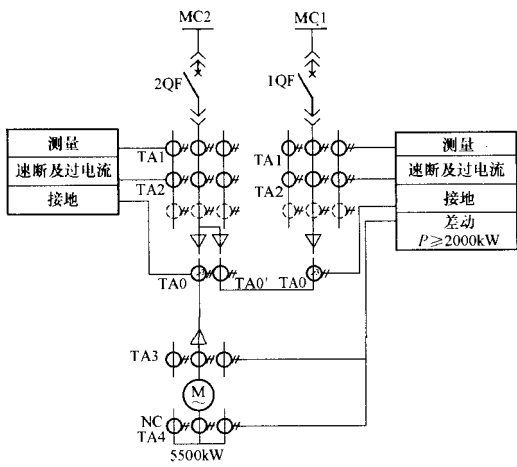 MC2
MC1
2QF
1QF
测量
TA1
TA1
测量
速断及过电流
TA2
TA2
速断及过电流
接地
接地
差动
P≥2000kW
TA0
TA0'
TA0
TA3
M
~
NC
TA4
5500kW